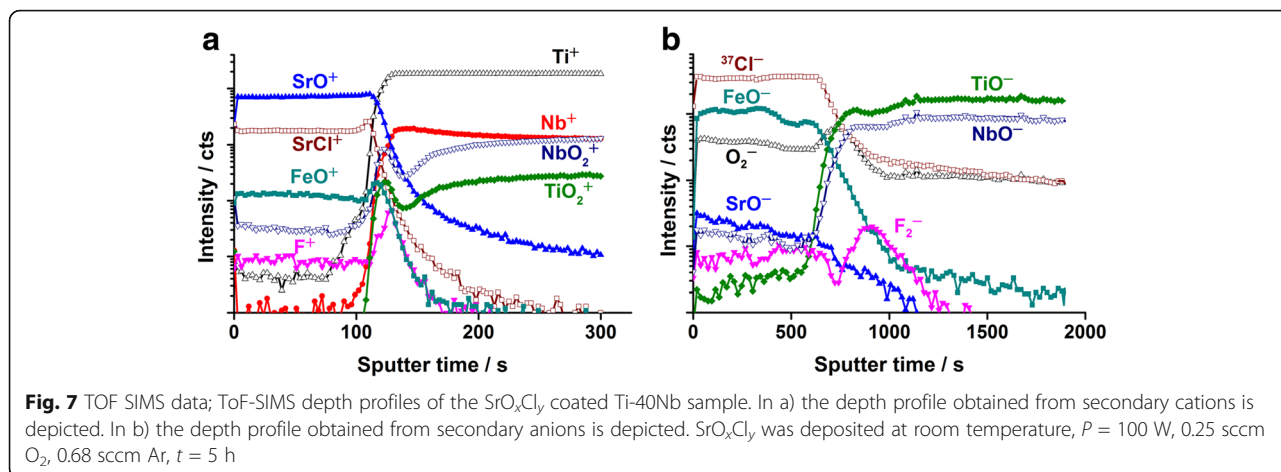 a
b
Ti⁺
SrO⁺
SrCl⁺
Nb⁺
NbO₂⁺
FeO⁺
TiO₂⁺
F⁺
Intensity / cts
0 100 200 300
Sputter time / s
³⁷Cl⁻
FeO⁻
TiO⁻
NbO⁻
O₂⁻
SrO⁻
F₂⁻
Intensity / cts
0 500 1000 1500 2000
Sputter time / s
Fig. 7 TOF SIMS data; ToF-SIMS depth profiles of the SrOₓClᵧ coated Ti-40Nb sample. In a) the depth profile obtained from secondary cations is
depicted. In b) the depth profile obtained from secondary anions is depicted. SrOₓClᵧ was deposited at room temperature, P = 100 W, 0.25 sccm
O₂, 0.68 sccm Ar, t = 5 h